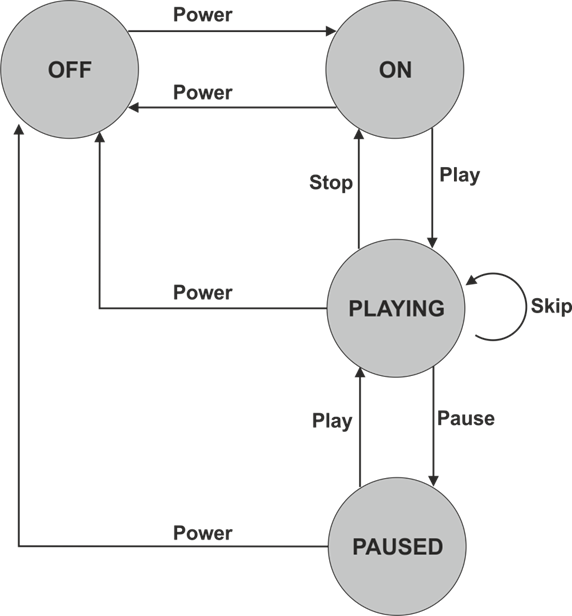 Power
OFF
ON
Power
Stop
Play
Power
PLAYING
Skip
Play
Pause
Power
PAUSED